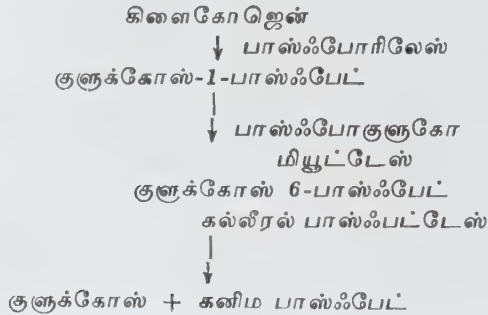 கிளைகோஜென்
பாஸ்ஃபோரிலேஸ்
குளுக்கோஸ்-1-பாஸ்ஃபேட்
பாஸ்ஃபோகுளுகோ
மியூட்டேஸ்
குளுக்கோஸ் 6-பாஸ்ஃபேட்
கல்லீரல் பாஸ்ஃபட்டேஸ்
குளுக்கோஸ் + கனிம பாஸ்ஃபேட்